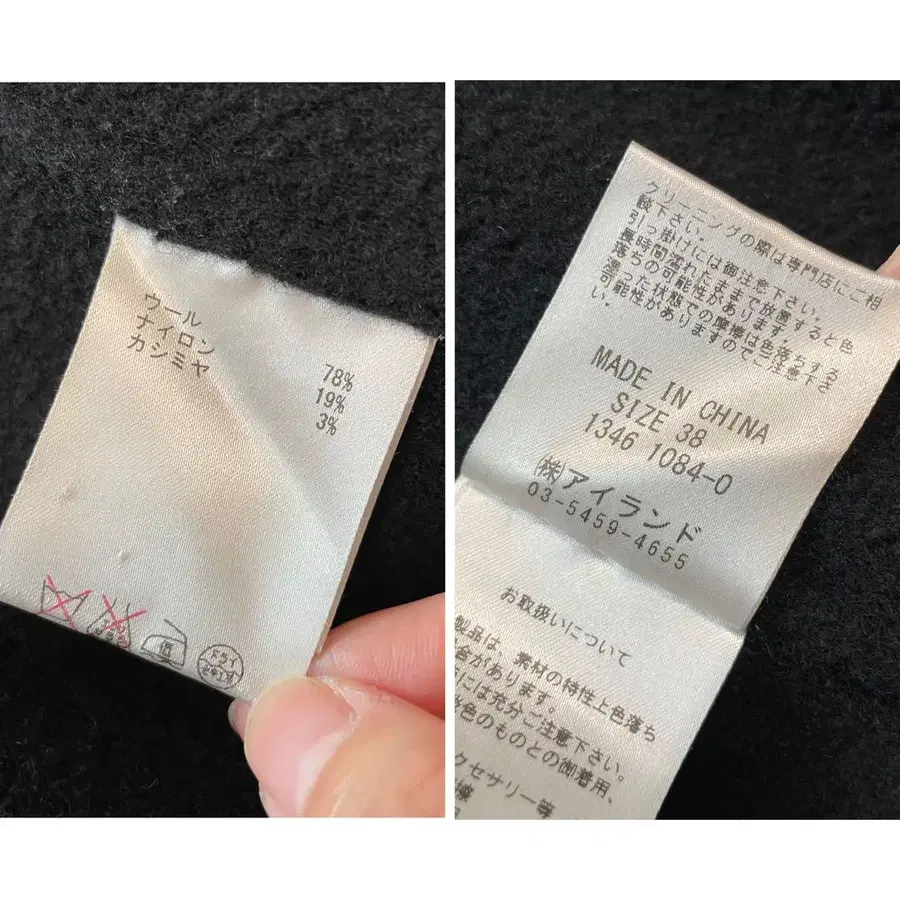 ウール 78%
ナイロン 19%
カシミヤ 3%
低
ドライ
セキユ系
クリーニングの際は専門店にご相
談下さい。
引っ掛けには御注意下さい。
長時間濡れたままで放置すると色
落ちの可能性があります。
湿った状態での摩擦は色落ちする
可能性がありますのでご注意下さ
い。
MADE IN CHINA
SIZE 38
1346 1084-0
㈱アイランド
03-5459-4655
お取扱いについて
製品は、素材の特性上色落ち
合があります。
には充分ご注意下さい。
色のものとの御着用、
クセサリー等